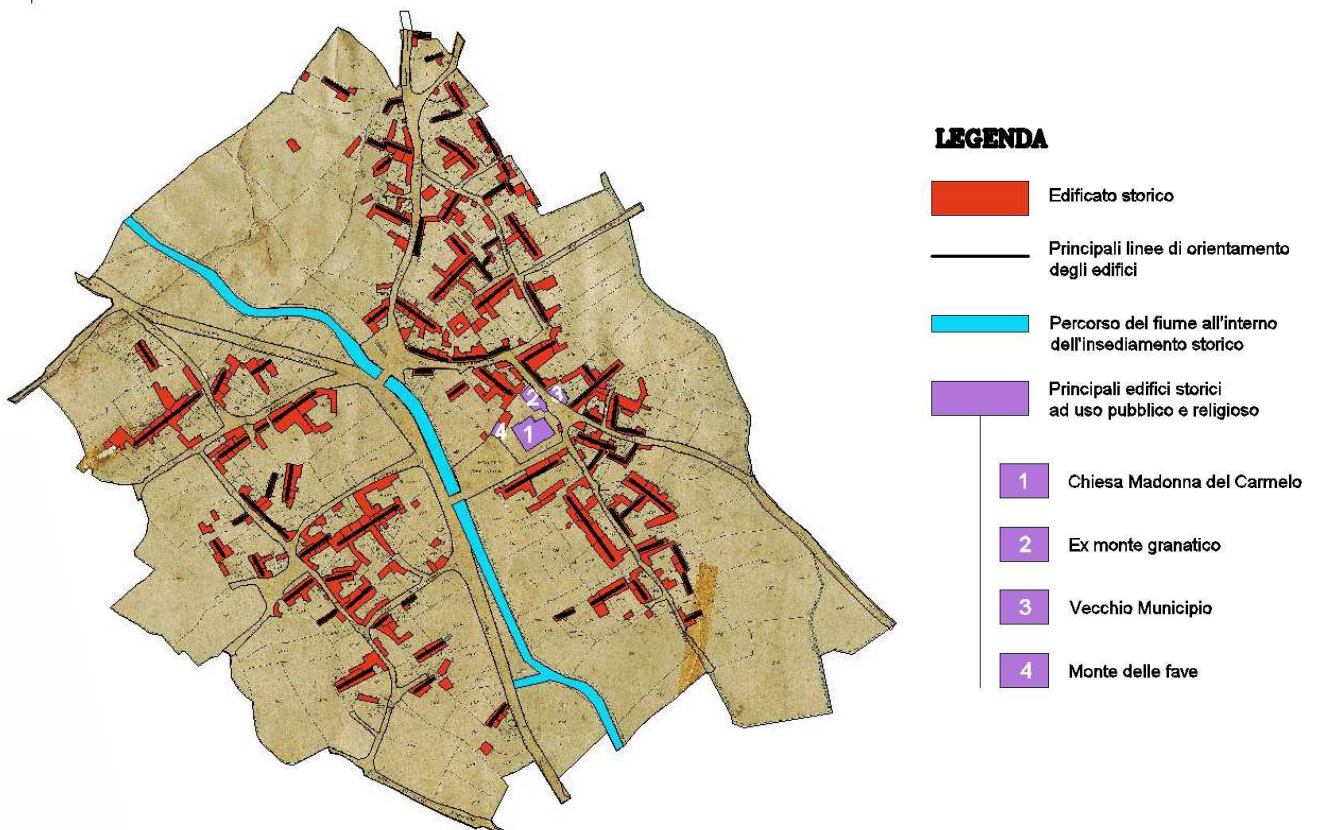 LEGENDA
Edificato storico
Principali linee di orientamento
degli edifici
Percorso del fiume all'interno
dell'insediamento storico
Principali edifici storici
ad uso pubblico e religioso
1 Chiesa Madonna del Carmelo
2 Ex monte granatico
3 Vecchio Municipio
4 Monte delle fave
2
3
4
1